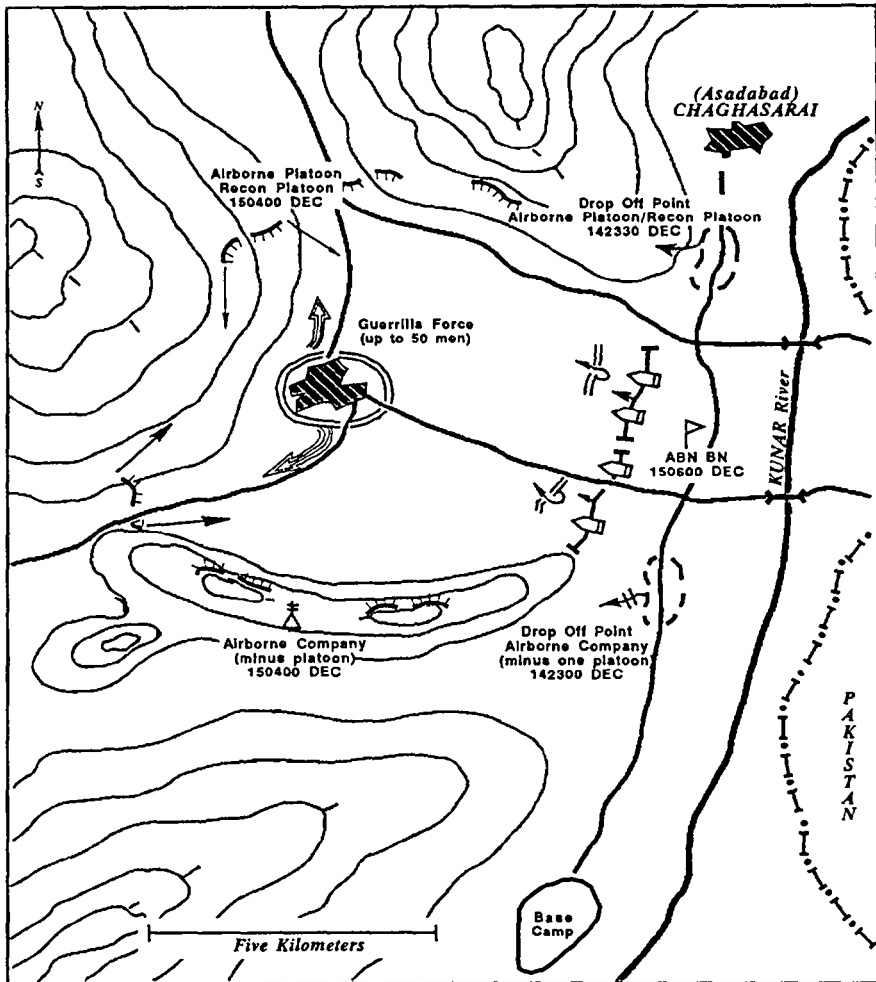 N
S
(Asadabad)
CHAGHASARAI
Airborne Platoon
Recon Platoon
150400 DEC
Drop Off Point
Airborne Platoon/Recon Platoon
142330 DEC
Guerrilla Force
(up to 50 men)
KUNAR River
ABN BN
150600 DEC
Airborne Company
(minus platoon)
150400 DEC
Drop Off Point
Airborne Company
(minus one platoon)
142300 DEC
PAKISTAN
Base
Camp
Five Kilometers